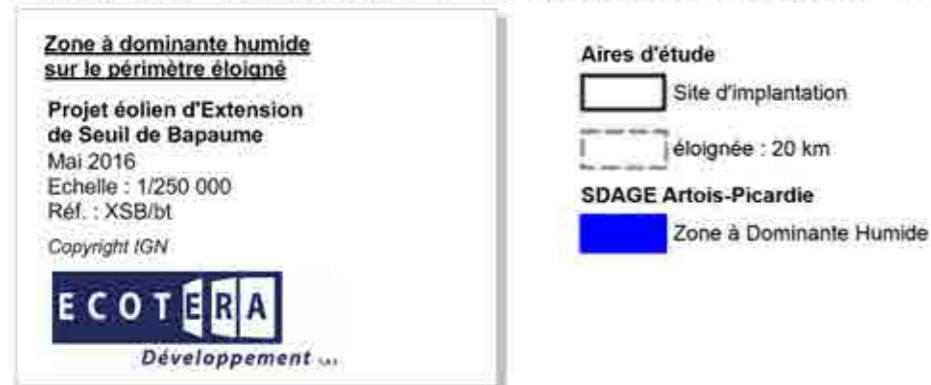 Zone à dominante humide
sur le périmètre éloigné
Projet éolien d'Extension
de Seuil de Bapaume
Mai 2016
Echelle : 1/250 000
Réf. : XSB/bt
Copyright IGN
ECOTERA
Développement
Aires d'étude
Site d'implantation
éloignée : 20 km
SDAGE Artois-Picardie
Zone à Dominante Humide